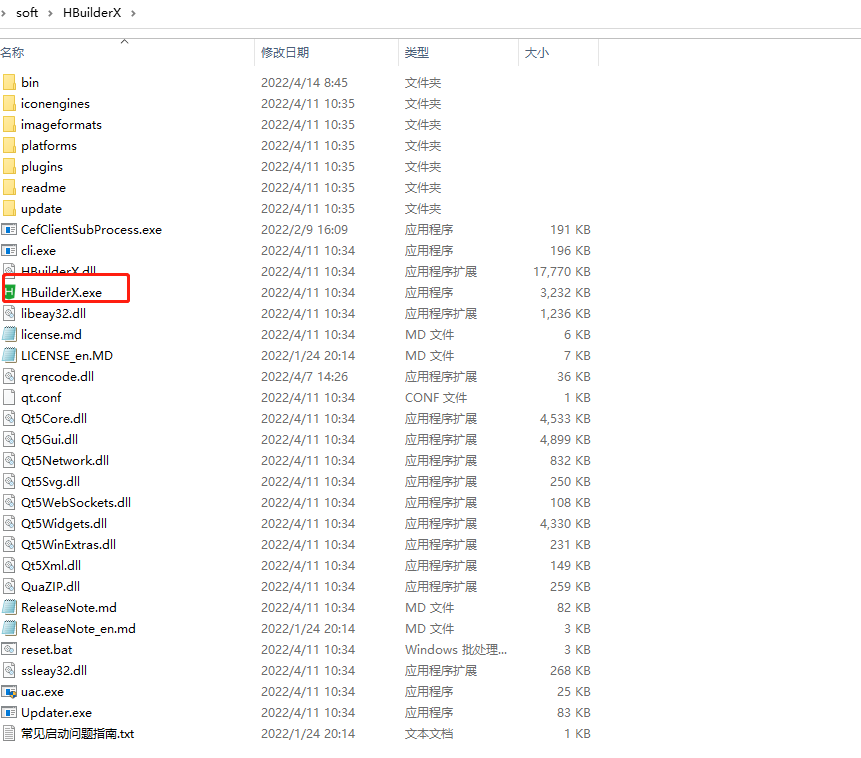 soft HBuilderX
名称 修改日期 类型 大小
bin 2022/4/14 8:45 文件夹
iconengines 2022/4/11 10:35 文件夹
imageformats 2022/4/11 10:35 文件夹
platforms 2022/4/11 10:35 文件夹
plugins 2022/4/11 10:35 文件夹
readme 2022/4/11 10:35 文件夹
update 2022/4/11 10:35 文件夹
CefClientSubProcess.exe 2022/2/9 16:09 应用程序 191 KB
cli.exe 2022/4/11 10:34 应用程序 196 KB
HBuilderX.dll 2022/4/11 10:34 应用程序扩展 17,770 KB
HBuilderX.exe 2022/4/11 10:34 应用程序 3,232 KB
libeay32.dll 2022/4/11 10:34 应用程序扩展 1,236 KB
license.md 2022/4/11 10:34 MD 文件 6 KB
LICENSE_en.MD 2022/1/24 20:14 MD 文件 7 KB
qrencode.dll 2022/4/7 14:26 应用程序扩展 36 KB
qt.conf 2022/4/11 10:34 CONF 文件 1 KB
Qt5Core.dll 2022/4/11 10:34 应用程序扩展 4,533 KB
Qt5Gui.dll 2022/4/11 10:34 应用程序扩展 4,899 KB
Qt5Network.dll 2022/4/11 10:34 应用程序扩展 832 KB
Qt5Svg.dll 2022/4/11 10:34 应用程序扩展 250 KB
Qt5WebSockets.dll 2022/4/11 10:34 应用程序扩展 108 KB
Qt5Widgets.dll 2022/4/11 10:34 应用程序扩展 4,330 KB
Qt5WinExtras.dll 2022/4/11 10:34 应用程序扩展 231 KB
Qt5Xml.dll 2022/4/11 10:34 应用程序扩展 149 KB
QuaZIP.dll 2022/4/11 10:34 应用程序扩展 259 KB
ReleaseNote.md 2022/4/11 10:34 MD 文件 82 KB
ReleaseNote_en.md 2022/1/24 20:14 MD 文件 3 KB
reset.bat 2022/4/11 10:34 Windows 批处理... 3 KB
ssleay32.dll 2022/4/11 10:34 应用程序扩展 268 KB
uac.exe 2022/4/11 10:34 应用程序 25 KB
Updater.exe 2022/4/11 10:34 应用程序 83 KB
常见启动问题指南.txt 2022/1/24 20:14 文本文档 1 KB